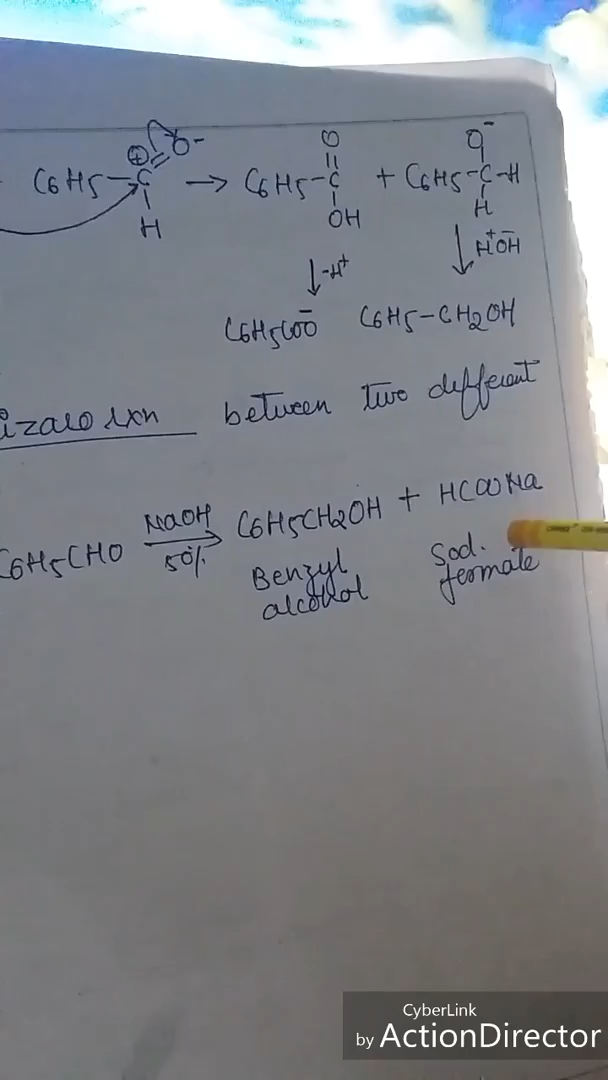 O O-
C6H5-C → C6H5-C + C6H5-C-H
H OH H
↓-H+ ↓H+OH-
C6H5COO- C6H5-CH2OH
izaro rxn between two different
C6H5CHO NaOH 50% → C6H5CH2OH + HCOONa
Benzyl alcohol Sod. formate
CyberLink
by ActionDirector